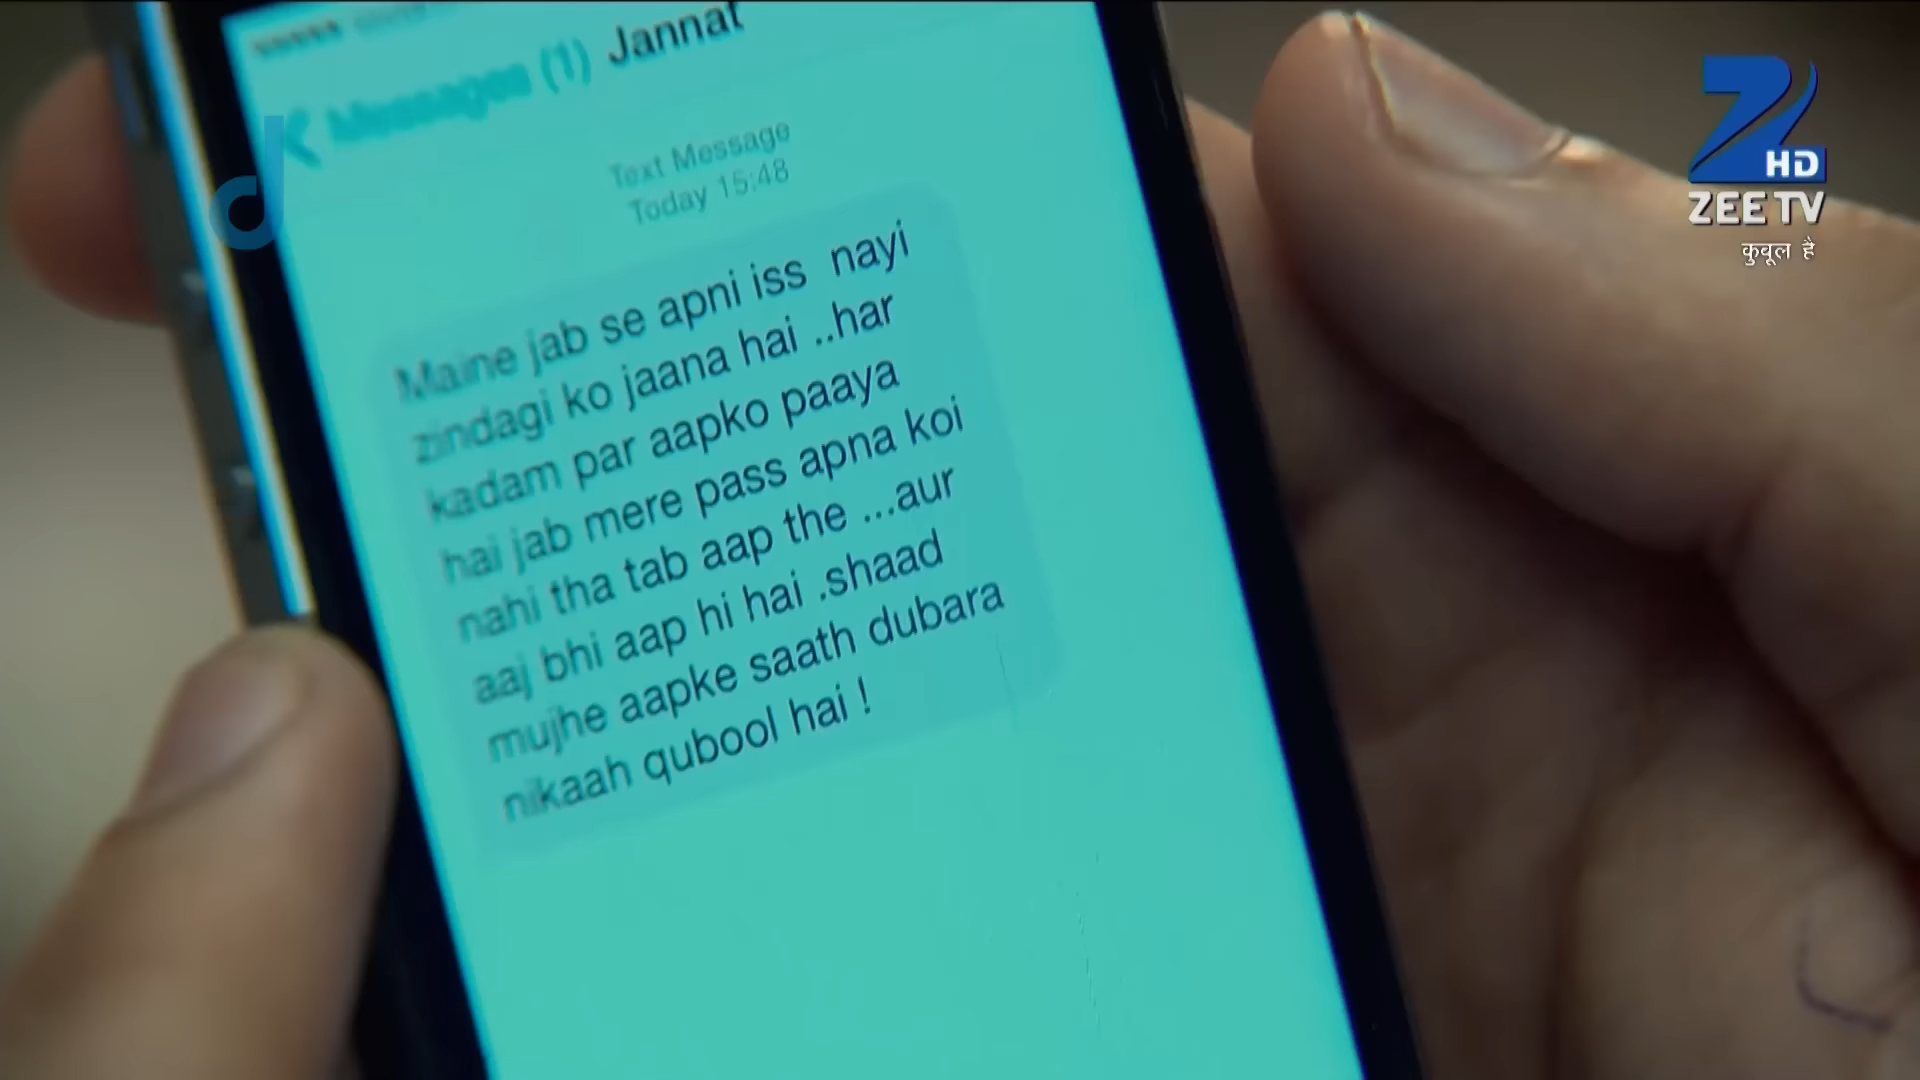 Messages (1) Jannat
Text Message
Today 15:48
Maine jab se apni iss nayi
zindagi ko jaana hai ..har
kadam par aapko paaya
hai jab mere pass apna koi
nahi tha tab aap the ...aur
aaj bhi aap hi hai .shaad
mujhe aapke saath dubara
nikaah qubool hai !
HD
ZEE TV
कुबूल है
d